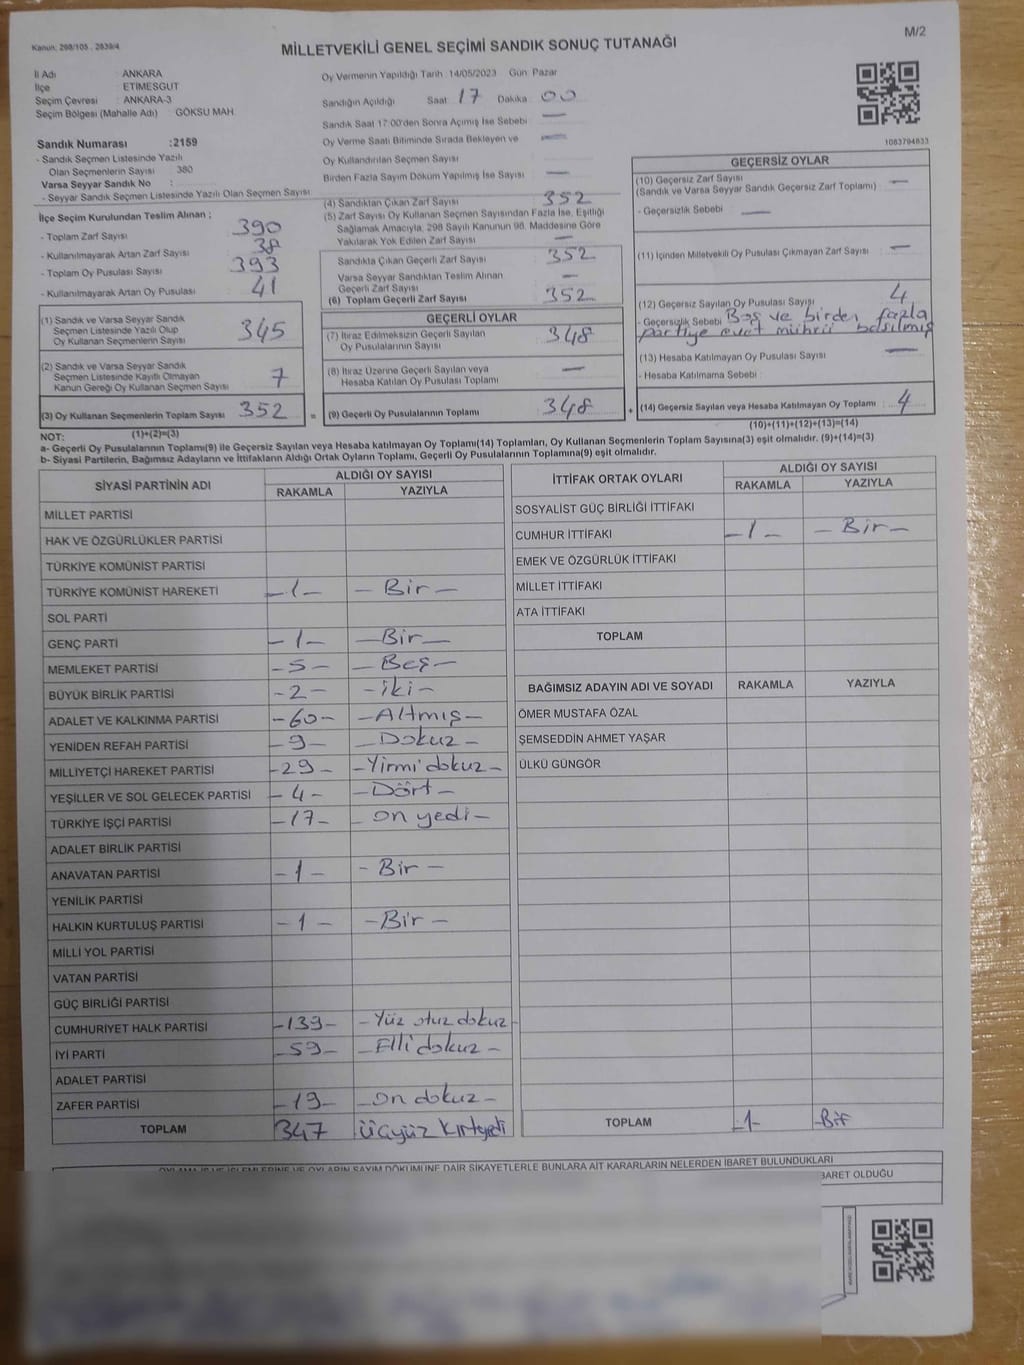 M/2
Kanun: 298/105 , 2839/4
MİLLETVEKİLİ GENEL SEÇİMİ SANDIK SONUÇ TUTANAĞI
İl Adı : ANKARA
İlçe : ETİMESGUT
Seçim Çevresi : ANKARA-3
Seçim Bölgesi (Mahalle Adı) : GÖKSU MAH.
Sandık Numarası :2159
- Sandık Seçmen Listesinde Yazılı
Olan Seçmenlerin Sayısı : 380
Varsa Seyyar Sandık No :
- Seyyar Sandık Seçmen Listesinde Yazılı Olan Seçmen Sayısı :
İlçe Seçim Kurulundan Teslim Alınan ;
- Toplam Zarf Sayısı 390
- Kullanılmayarak Artan Zarf Sayısı 38
- Toplam Oy Pusulası Sayısı 393
- Kullanılmayarak Artan Oy Pusulası 41
(1) Sandık ve Varsa Seyyar Sandık
Seçmen Listesinde Yazılı Olup
Oy Kullanan Seçmenlerin Sayısı 345
(2) Sandık ve Varsa Seyyar Sandık
Seçmen Listesinde Kayıtlı Olmayan
Kanun Gereği Oy Kullanan Seçmen Sayısı 7
(3) Oy Kullanan Seçmenlerin Toplam Sayısı 352
(1)+(2)=(3)
Oy Vermenin Yapıldığı Tarih :14/05/2023 Gün: Pazar
Sandığın Açıldığı Saat: 17 Dakika: 00
Sandık Saat 17:00'den Sonra Açmış İse Sebebi : —
Oy Verme Saati Bitiminde Sırada Bekleyen ve
Oy Kullandırılan Seçmen Sayısı : —
Birden Fazla Sayım Döküm Yapılmış İse Sayısı : —
(4) Sandıktan Çıkan Zarf Sayısı : 352
(5) Zarf Sayısı Oy Kullanan Seçmen Sayısından Fazla İse, Eşitliği
Sağlamak Amacıyla, 298 Sayılı Kanunun 98. Maddesine Göre
Yakılarak Yok Edilen Zarf Sayısı : —
Sandıkta Çıkan Geçerli Zarf Sayısı : 352
Varsa Seyyar Sandıktan Teslim Alınan
Geçerli Zarf Sayısı : —
(6) Toplam Geçerli Zarf Sayısı : 352
GEÇERLİ OYLAR
(7) İtiraz Edilmeksizin Geçerli Sayılan
Oy Pusulalarının Sayısı : 348
(8) İtiraz Üzerine Geçerli Sayılan veya
Hesaba Katılan Oy Pusulası Toplamı : —
= (9) Geçerli Oy Pusulalarının Toplamı : 348 +
1083794833
GEÇERSİZ OYLAR
(10) Geçersiz Zarf Sayısı
(Sandık ve Varsa Seyyar Sandık Geçersiz Zarf Toplamı) : —
- Geçersizlik Sebebi : —
(11) İçinden Milletvekili Oy Pusulası Çıkmayan Zarf Sayısı : —
(12) Geçersiz Sayılan Oy Pusulası Sayısı : 4
- Geçersizlik Sebebi : Boş ve birden fazla
partiye evet mührü basılmış
(13) Hesaba Katılmayan Oy Pusulası Sayısı : —
- Hesaba Katılmama Sebebi :
(14) Geçersiz Sayılan veya Hesaba Katılmayan Oy Toplamı : 4
(10)+(11)+(12)+(13)=(14)
NOT:
a- Geçerli Oy Pusulalarının Toplamı(9) ile Geçersiz Sayılan veya Hesaba katılmayan Oy Toplamı(14) Toplamları, Oy Kullanan Seçmenlerin Toplam Sayısına(3) eşit olmalıdır. (9)+(14)=(3)
b- Siyasi Partilerin, Bağımsız Adayların ve İttifakların Aldığı Ortak Oyların Toplamı, Geçerli Oy Pusulalarının Toplamına(9) eşit olmalıdır.
SİYASİ PARTİNİN ADI ALDIĞI OY SAYISI
RAKAMLA YAZIYLA
MİLLET PARTİSİ
HAK VE ÖZGÜRLÜKLER PARTİSİ
TÜRKİYE KOMÜNİST PARTİSİ
TÜRKİYE KOMÜNİST HAREKETİ -1- - Bir -
SOL PARTİ
GENÇ PARTİ -1- - Bir -
MEMLEKET PARTİSİ -5- - Beş -
BÜYÜK BİRLİK PARTİSİ -2- - iki -
ADALET VE KALKINMA PARTİSİ -60- - Altmış -
YENİDEN REFAH PARTİSİ -9- - Dokuz -
MİLLİYETÇİ HAREKET PARTİSİ -29- - Yirmi dokuz -
YEŞİLLER VE SOL GELECEK PARTİSİ -4- - Dört -
TÜRKİYE İŞÇİ PARTİSİ -17- - on yedi -
ADALET BİRLİK PARTİSİ
ANAVATAN PARTİSİ -1- - Bir -
YENİLİK PARTİSİ
HALKIN KURTULUŞ PARTİSİ -1- - Bir -
MİLLİ YOL PARTİSİ
VATAN PARTİSİ
GÜÇ BİRLİĞİ PARTİSİ
CUMHURİYET HALK PARTİSİ -139- - Yüz otuz dokuz -
İYİ PARTİ -59- - Elli dokuz -
ADALET PARTİSİ
ZAFER PARTİSİ -19- - on dokuz -
TOPLAM 347 üçyüz kırkyedi
İTTİFAK ORTAK OYLARI ALDIĞI OY SAYISI
RAKAMLA YAZIYLA
SOSYALİST GÜÇ BİRLİĞİ İTTİFAKI
CUMHUR İTTİFAKI -1- - Bir -
EMEK VE ÖZGÜRLÜK İTTİFAKI
MİLLET İTTİFAKI
ATA İTTİFAKI
TOPLAM
BAĞIMSIZ ADAYIN ADI VE SOYADI RAKAMLA YAZIYLA
ÖMER MUSTAFA ÖZAL
ŞEMSEDDİN AHMET YAŞAR
ÜLKÜ GÜNGÖR
TOPLAM -1- -Bir
OYLAMA İŞ VE İŞLEMLERİNE VE OYLARIN SAYIM DÖKÜMÜNE DAİR ŞİKAYETLERLE BUNLARA AİT KARARLARIN NELERDEN İBARET BULUNDUKLARI
BARET OLDUĞU